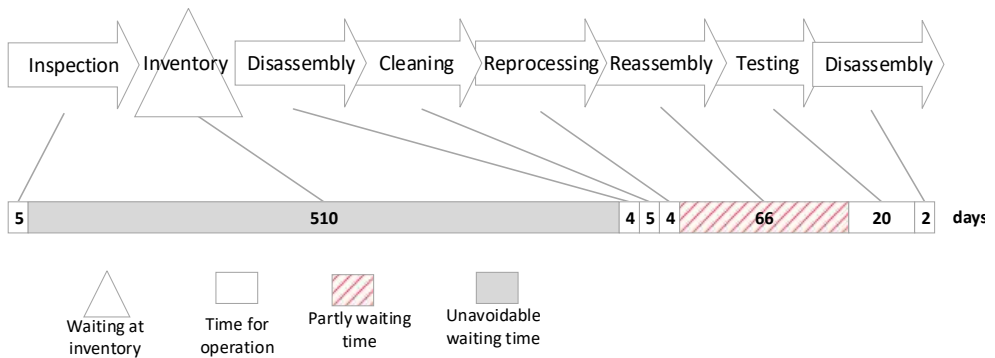 Inspection
Inventory
Disassembly
Cleaning
Reprocessing
Reassembly
Testing
Disassembly
5
510
4
5
4
66
20
2
days
Waiting at
inventory
Time for
operation
Partly waiting
time
Unavoidable
waiting time